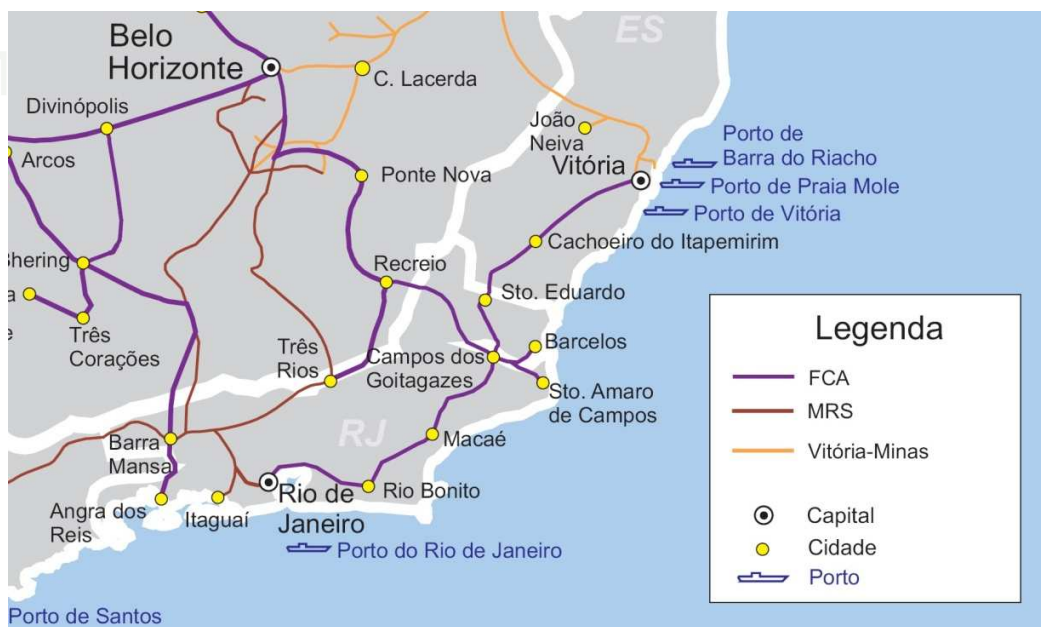 ES
Belo
Horizonte
C. Lacerda
Divinópolis
João
Neiva
Vitória
Porto de
Barra do Riacho
Arcos
Ponte Nova
Porto de Praia Mole
Porto de Vitória
Cachoeiro do Itapemirim
Recreio
Sto. Eduardo
Três
Corações
Três
Rios
Campos dos
Goitagazes
Barcelos
Sto. Amaro
de Campos
RJ
Macaé
Barra
Mansa
Rio Bonito
Rio de
Janeiro
Angra dos
Reis
Itaguaí
Porto do Rio de Janeiro
Porto de Santos
Legenda
FCA
MRS
Vitória-Minas
Capital
Cidade
Porto